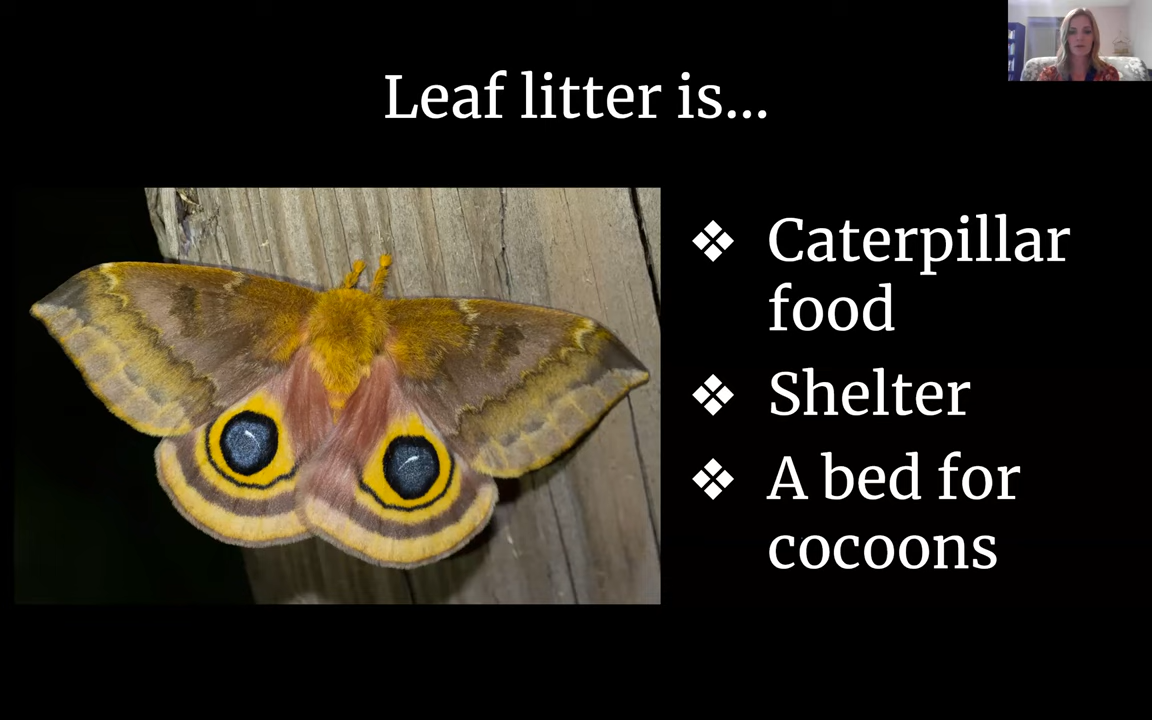 Leaf litter is...
❖ Caterpillar
food
❖ Shelter
❖ A bed for
cocoons